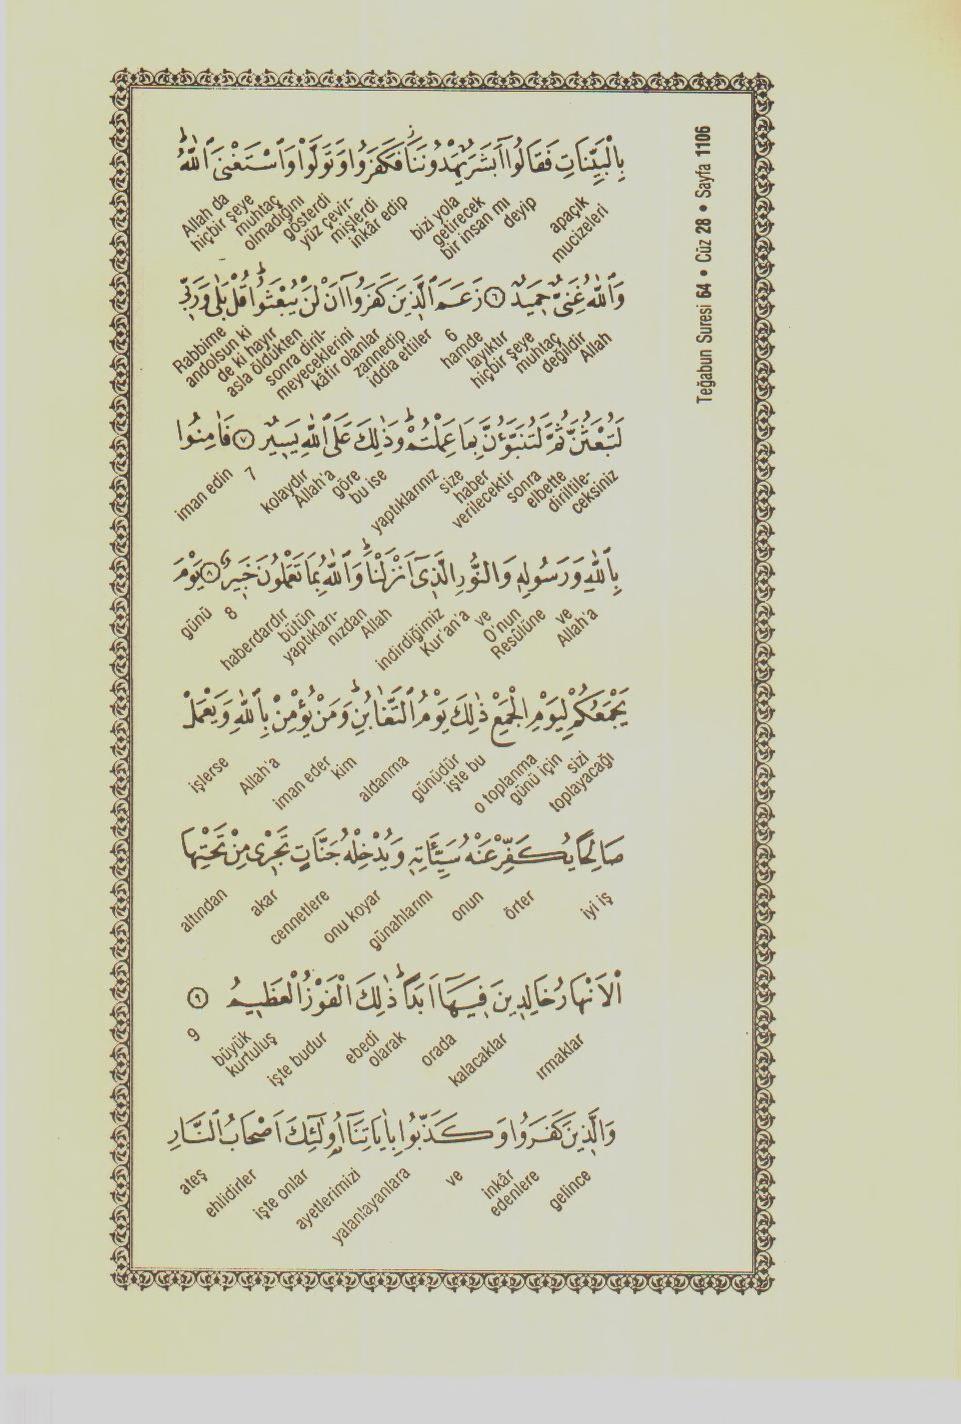 Teğabun Suresi 64 • Cüz 28 • Sayfa 1106
بِالْبَيِّنَاتِ فَقَالُوا أَبَشَرٌ يَهْدُونَنَا فَكَفَرُوا وَتَوَلَّوْا وَاسْتَغْنَى اللّٰهُ
apaçık mucizeleri deyip bir insan mı getirecek bizi yola inkâr edip yüz çevirmişlerdi gösterdi olmadığını muhtaç hiçbir şeye Allah da
وَاللّٰهُ غَنِيٌّ حَمِيدٌ ٦ زَعَمَ الَّذِينَ كَفَرُوا أَنْ لَنْ يُبْعَثُوا قُلْ بَلٰى وَرَبِّي
Allah değildir muhtaç hiçbir şeye layıktır hamde 6 iddia ettiler zannedip kâfir olanlar meyeceklerini sonra diril- asla öldükten de ki hayır andolsun ki Rabbime
لَتُبْعَثُنَّ ثُمَّ لَتُنَبَّؤُنَّ بِمَا عَمِلْتُمْ وَذٰلِكَ عَلَى اللّٰهِ يَسِيرٌ ٧ فَاٰمِنُوا
diriltile-ceksiniz elbette sonra verilecektir haber size yaptıklarınız bu ise göre Allah'a kolaydır 7 iman edin
بِاللّٰهِ وَرَسُولِهِ وَالنُّورِ الَّذِي أَنْزَلْنَا وَاللّٰهُ بِمَا تَعْمَلُونَ خَبِيرٌ ٨ يَوْمَ
Allah'a ve Resûlüne O'nun ve Kur'an'a indirdiğimiz Allah yaptıkları-nızdan bütün haberdardır 8 günü
يَجْمَعُكُمْ لِيَوْمِ الْجَمْعِ ذٰلِكَ يَوْمُ التَّغَابُنِ وَمَنْ يُؤْمِنْ بِاللّٰهِ وَيَعْمَلْ
toplayacağı sizi günü için o toplanma işte bu günüdür aldanma kim iman eder Allah'a işlerse
صَالِحًا يُكَفِّرْ عَنْهُ سَيِّئَاتِهِ وَيُدْخِلْهُ جَنَّاتٍ تَجْرِي مِنْ تَحْتِهَا
iyi iş örter onun günahlarını onu koyar cennetlere akar altından
الْأَنْهَارُ خَالِدِينَ فِيهَا أَبَدًا ذٰلِكَ الْفَوْزُ الْعَظِيمُ ٩
ırmaklar kalacaklar orada ebedi olarak işte budur kurtuluş büyük 9
وَالَّذِينَ كَفَرُوا وَكَذَّبُوا بِاٰيَاتِنَا أُولٰئِكَ أَصْحَابُ النَّارِ
gelince inkâr edenlere ve yalanlayanlara ayetlerimizi işte onlar ehlidirler ateş